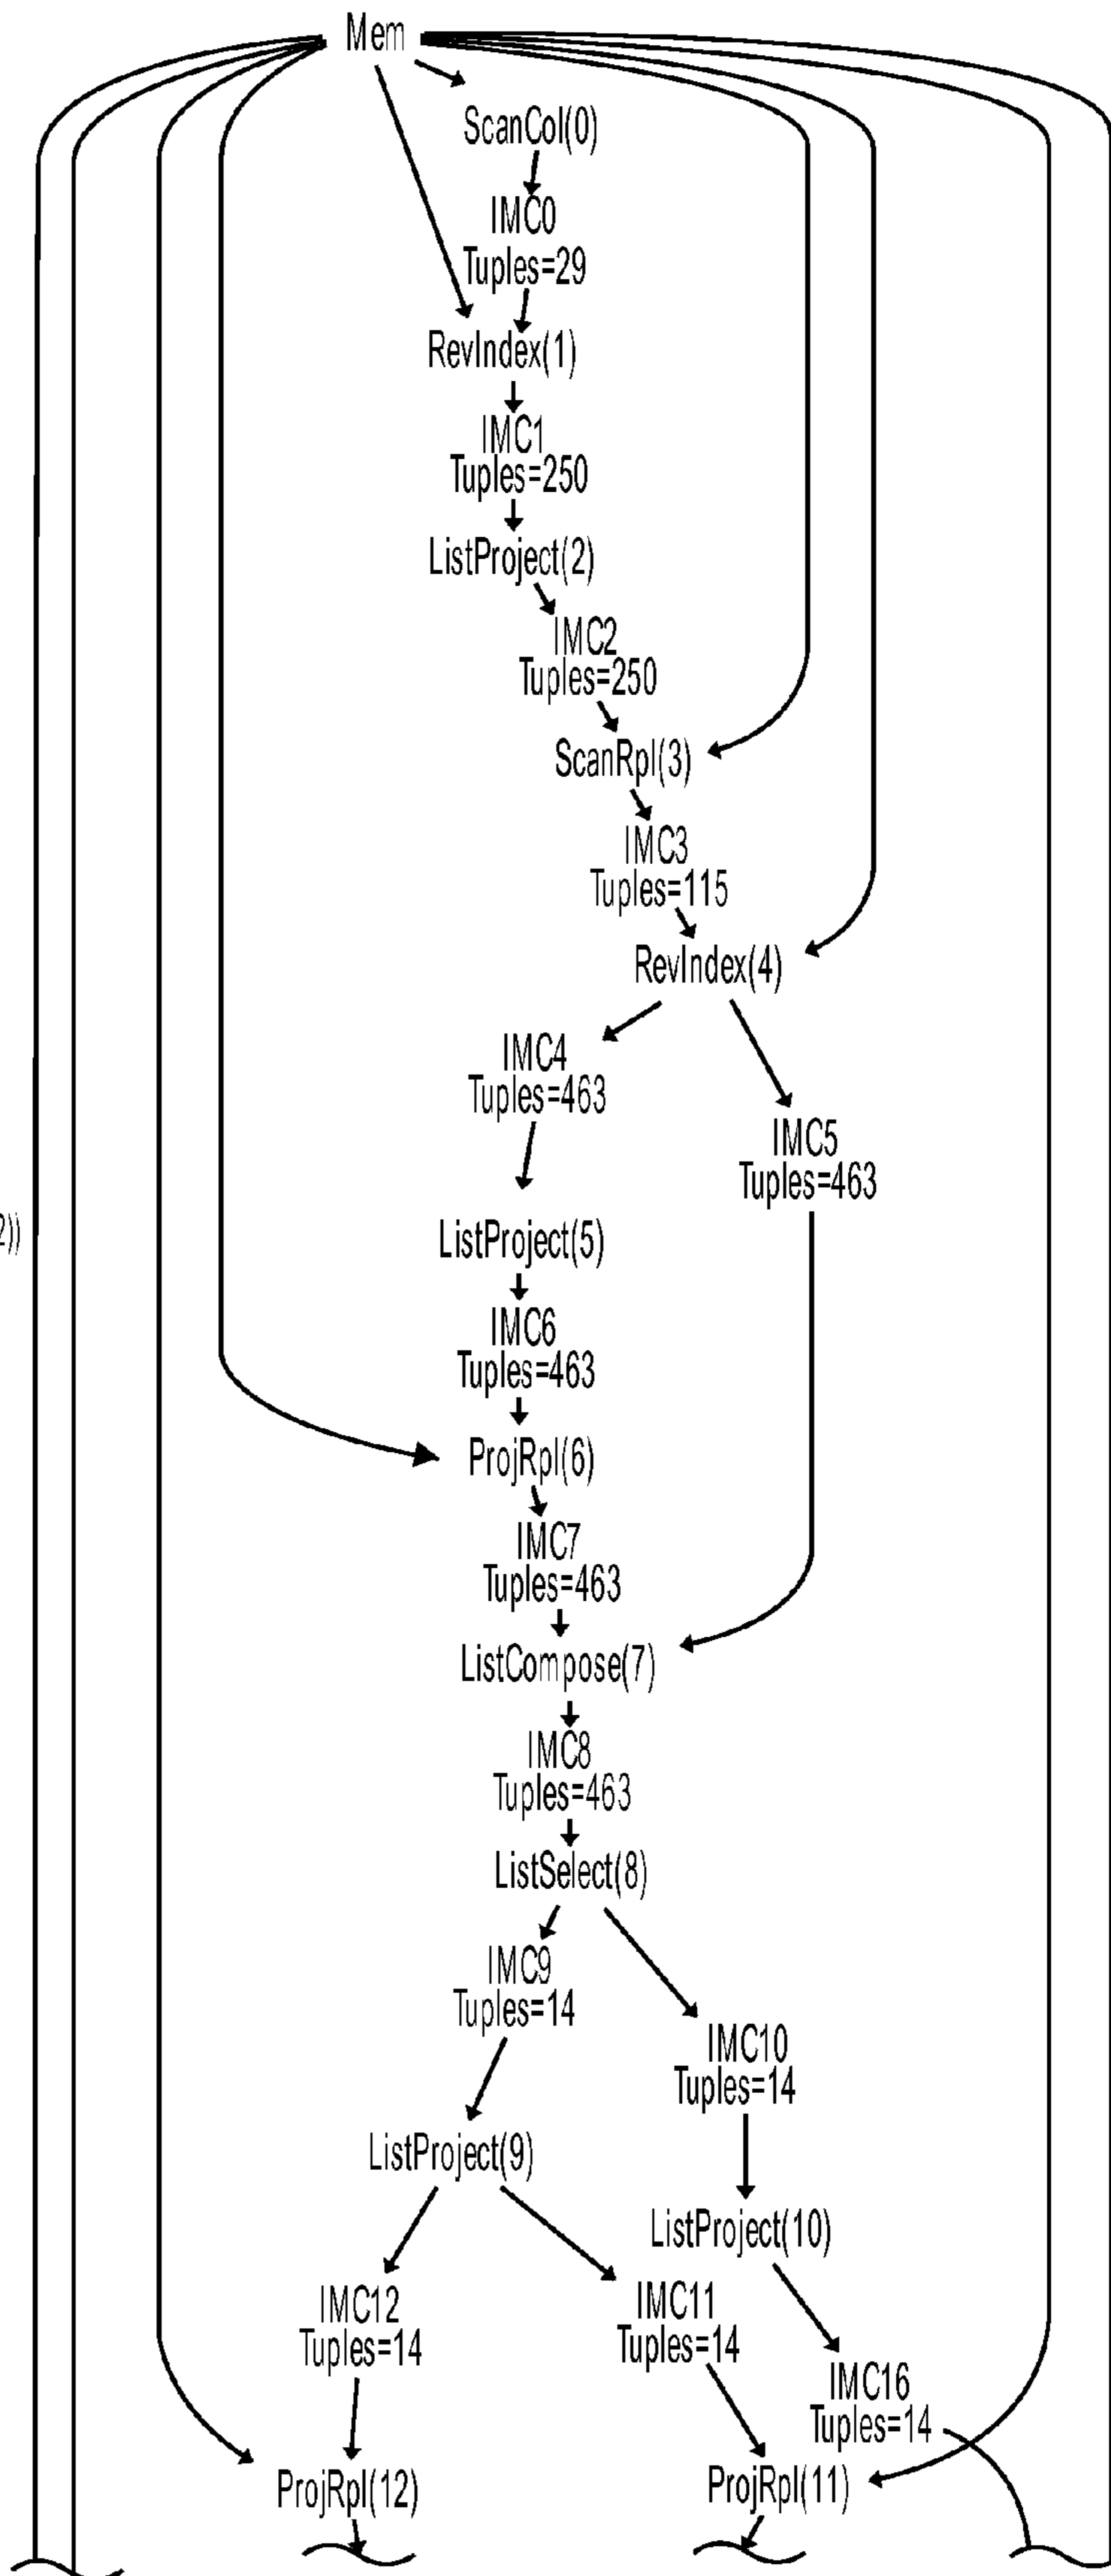 Mem
ScanCol(0)
IMC0
Tuples=29
RevIndex(1)
IMC1
Tuples=250
ListProject(2)
IMC2
Tuples=250
ScanRpl(3)
IMC3
Tuples=115
RevIndex(4)
IMC4
Tuples=463
IMC5
Tuples=463
2))
ListProject(5)
IMC6
Tuples=463
ProjRpl(6)
IMC7
Tuples=463
ListCompose(7)
IMC8
Tuples=463
ListSelect(8)
IMC9
Tuples=14
IMC10
Tuples=14
ListProject(9)
ListProject(10)
IMC12
Tuples=14
IMC11
Tuples=14
IMC16
Tuples=14
ProjRpl(12)
ProjRpl(11)